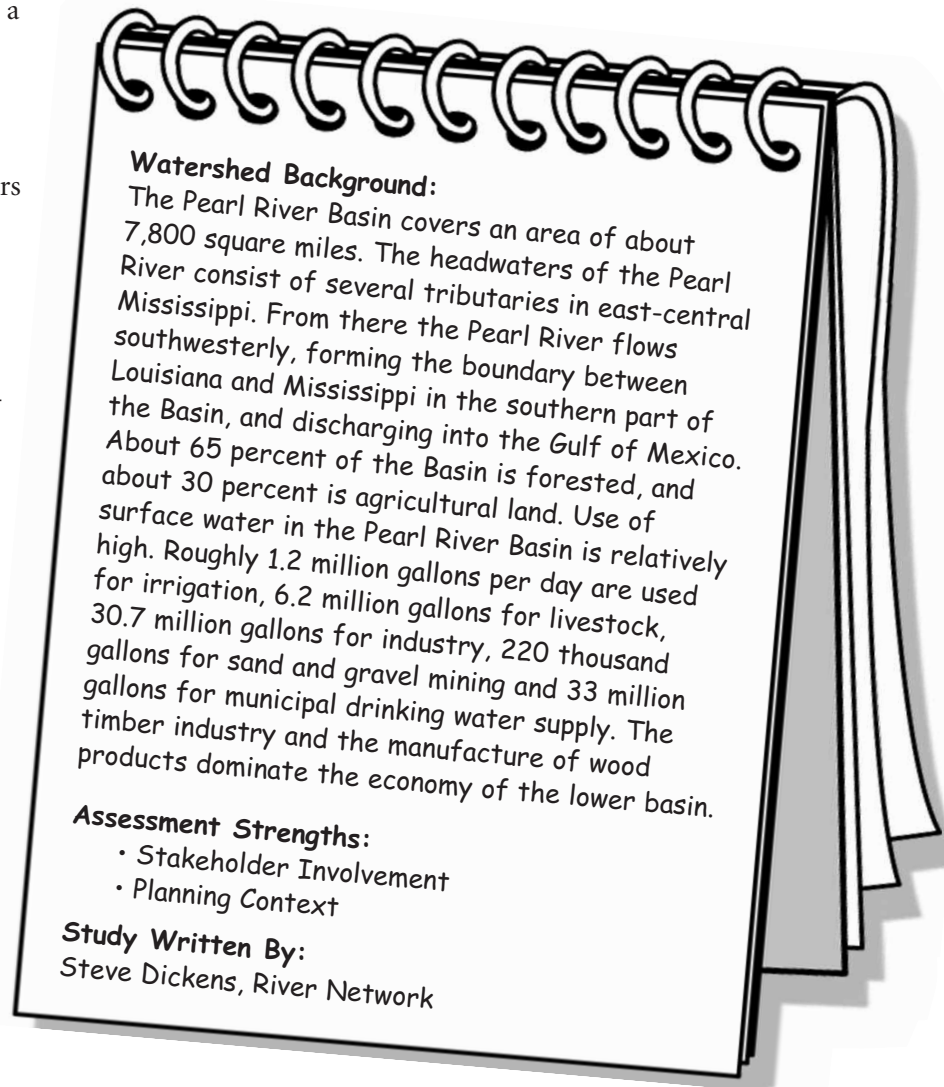 a
rs
Watershed Background:
The Pearl River Basin covers an area of about
7,800 square miles. The headwaters of the Pearl
River consist of several tributaries in east-central
Mississippi. From there the Pearl River flows
southwesterly, forming the boundary between
Louisiana and Mississippi in the southern part of
the Basin, and discharging into the Gulf of Mexico.
About 65 percent of the Basin is forested, and
about 30 percent is agricultural land. Use of
surface water in the Pearl River Basin is relatively
high. Roughly 1.2 million gallons per day are used
for irrigation, 6.2 million gallons for livestock,
30.7 million gallons for industry, 220 thousand
gallons for sand and gravel mining and 33 million
gallons for municipal drinking water supply. The
timber industry and the manufacture of wood
products dominate the economy of the lower basin.
Assessment Strengths:
• Stakeholder Involvement
• Planning Context
Study Written By:
Steve Dickens, River Network